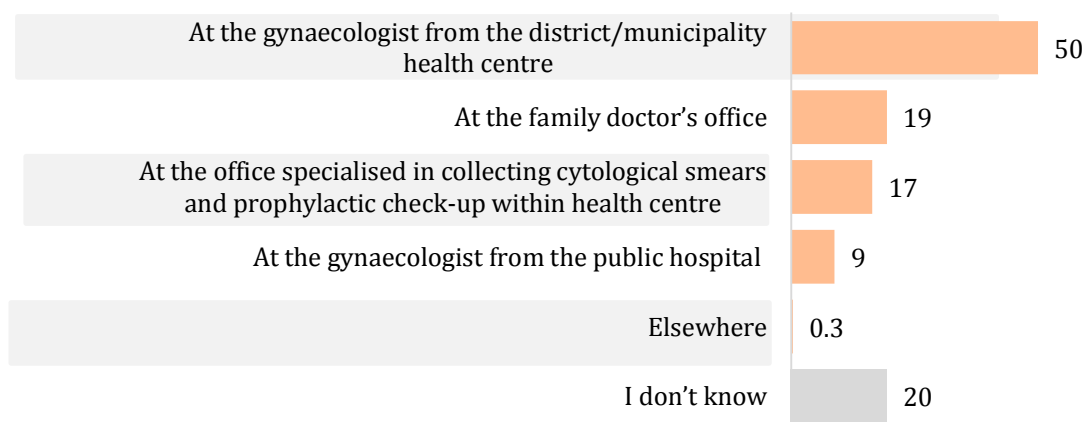 At the gynaecologist from the district/municipality
health centre
50
At the family doctor’s office
19
At the office specialised in collecting cytological smears
and prophylactic check-up within health centre
17
At the gynaecologist from the public hospital
9
Elsewhere
0.3
I don’t know
20